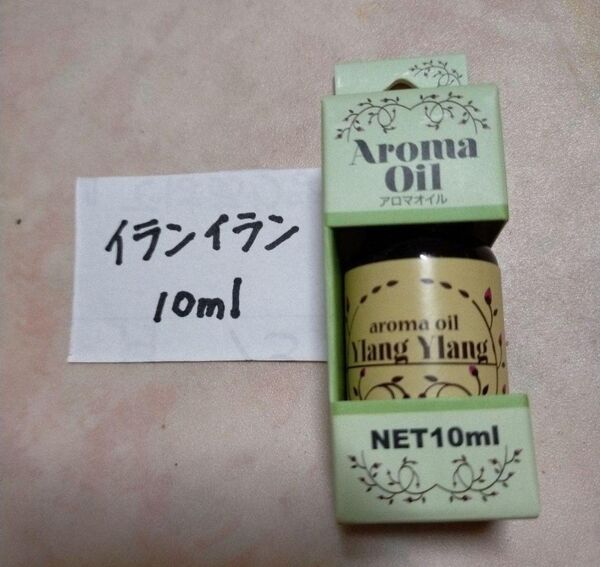 イランイラン
10ml
Aroma
Oil
アロマオイル
aroma oil
Ylang Ylang
NET10ml